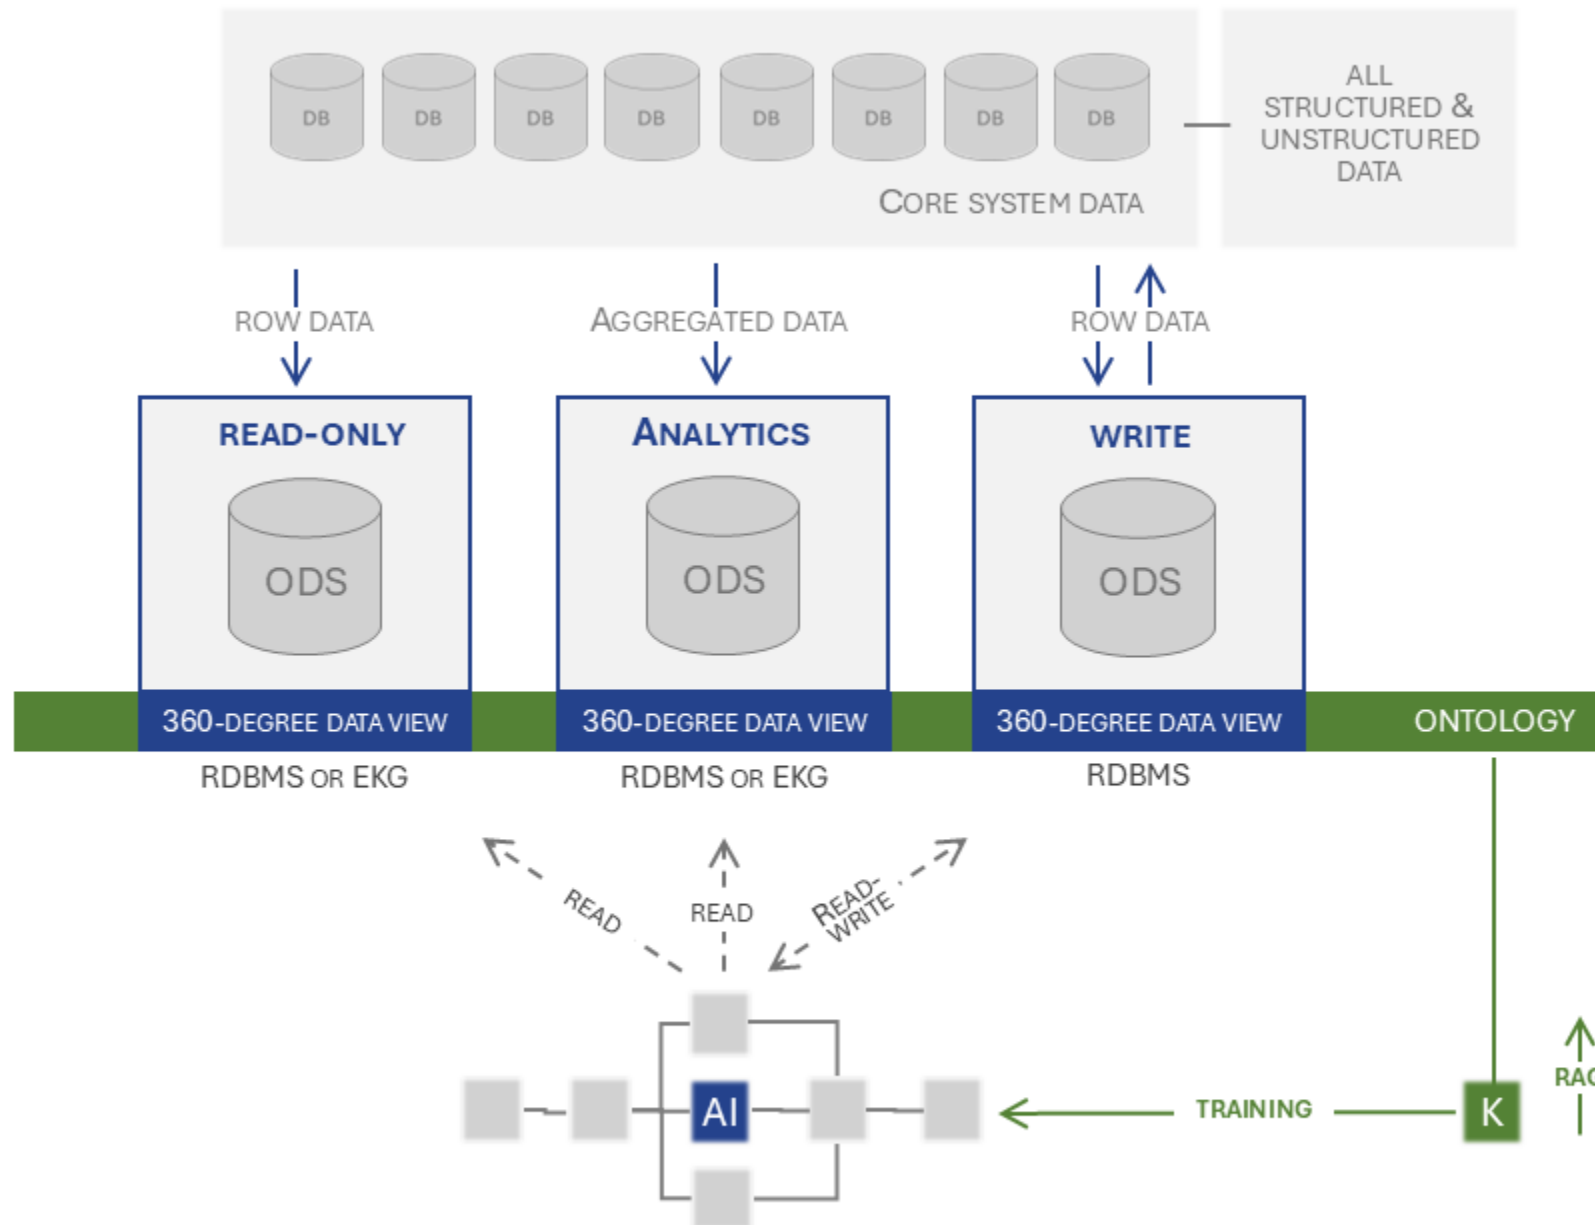 DB DB DB DB DB DB DB DB
ALL
STRUCTURED &
UNSTRUCTURED
DATA
CORE SYSTEM DATA
ROW DATA
AGGREGATED DATA
ROW DATA
READ-ONLY
ANALYTICS
WRITE
ODS
ODS
ODS
360-DEGREE DATA VIEW
360-DEGREE DATA VIEW
360-DEGREE DATA VIEW
ONTOLOGY
RDBMS OR EKG
RDBMS OR EKG
RDBMS
READ
READ
READ-
WRITE
AI
TRAINING
K